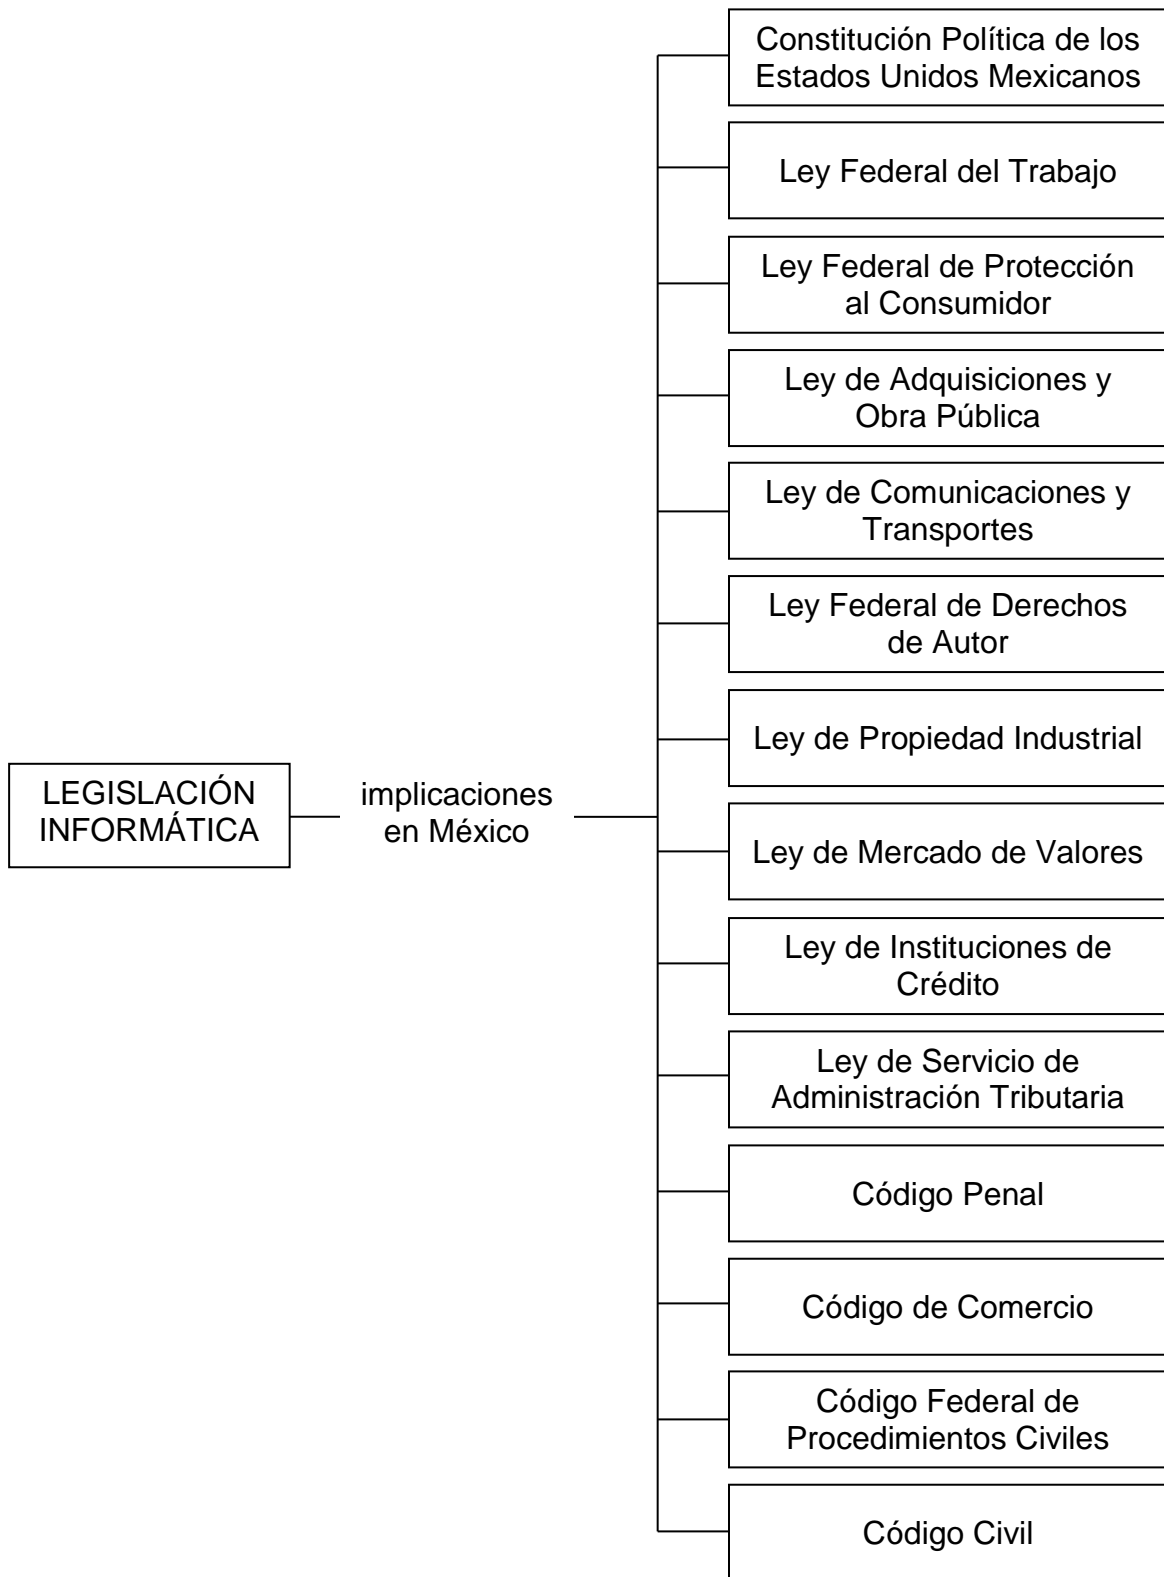 Constitución Política de los
Estados Unidos Mexicanos
Ley Federal del Trabajo
Ley Federal de Protección
al Consumidor
Ley de Adquisiciones y
Obra Pública
Ley de Comunicaciones y
Transportes
Ley Federal de Derechos
de Autor
Ley de Propiedad Industrial
LEGISLACIÓN
INFORMÁTICA
implicaciones
en México
Ley de Mercado de Valores
Ley de Instituciones de
Crédito
Ley de Servicio de
Administración Tributaria
Código Penal
Código de Comercio
Código Federal de
Procedimientos Civiles
Código Civil